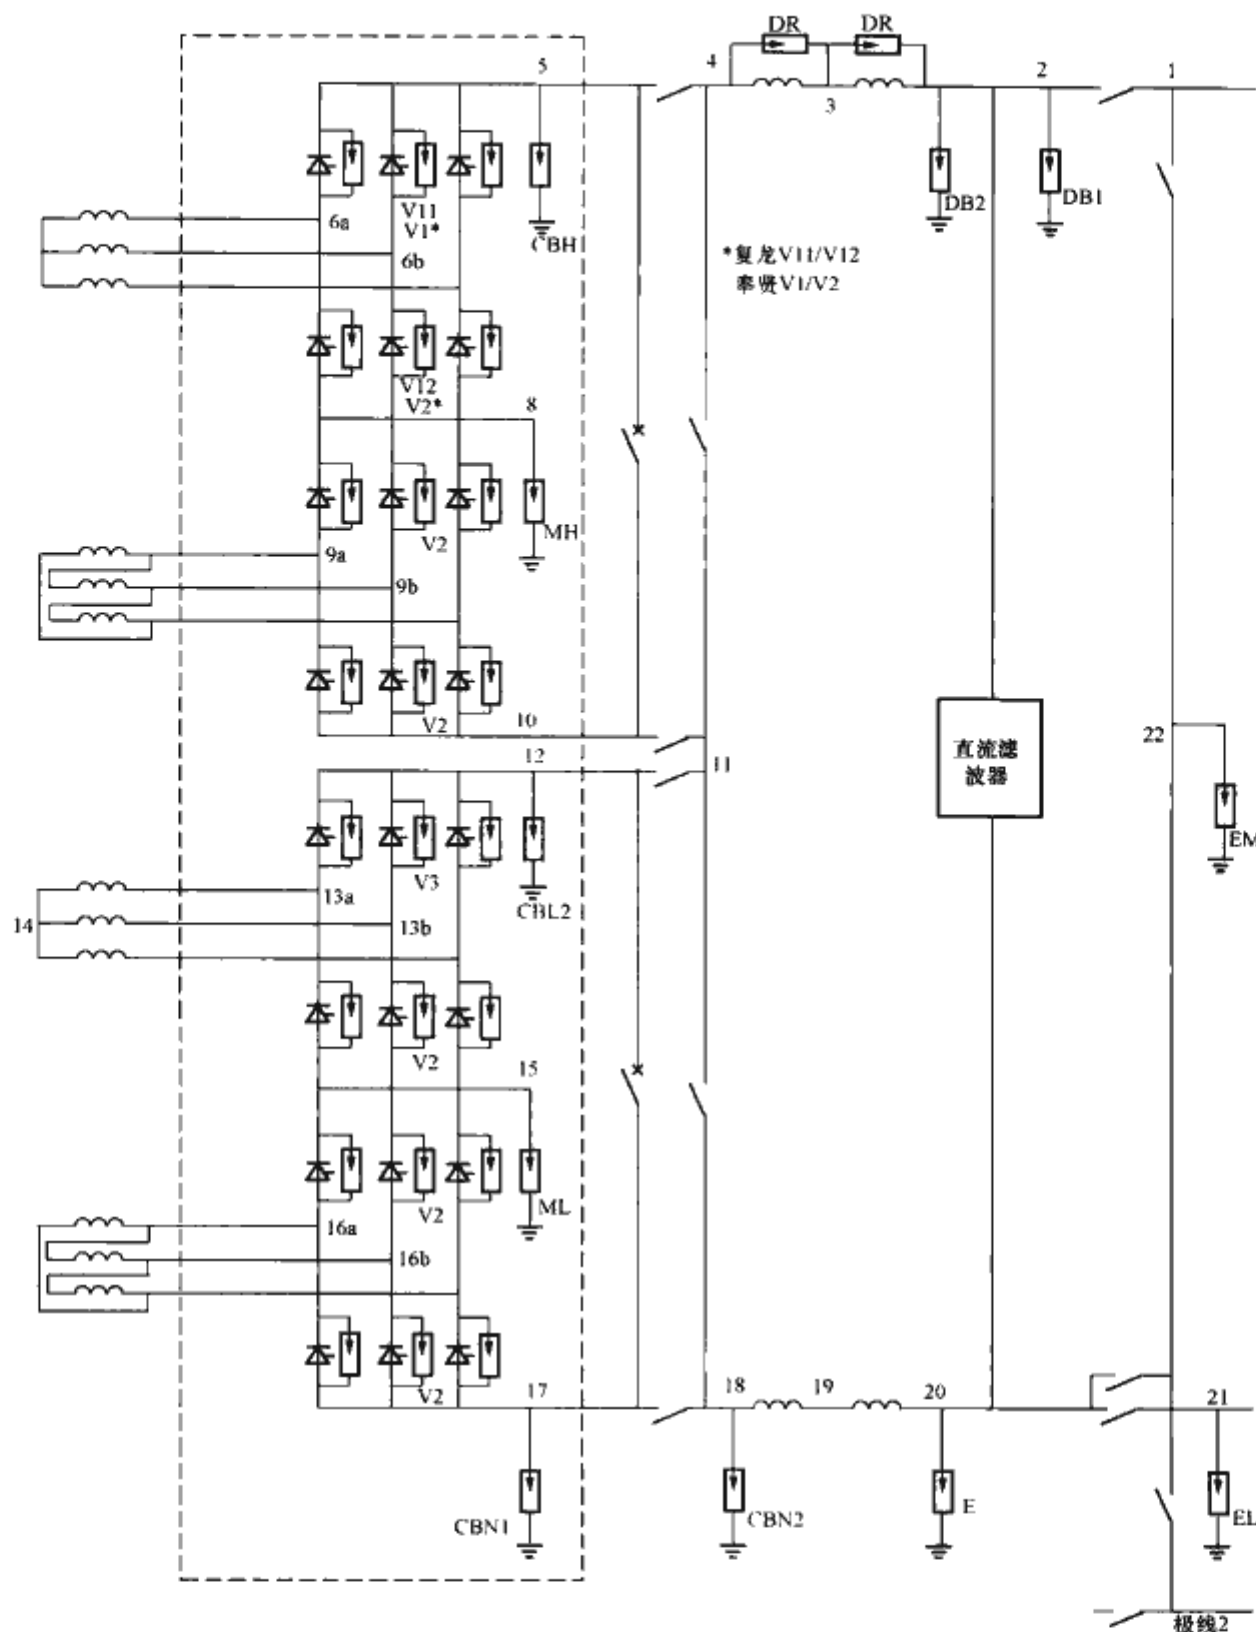 DR DR
5 4 3 2 1
CBH
DB2
DB1
6a
V11
V1*
6b
*复龙V11/V12
奉贤V1/V2
V12
V2*
8
MH
V2
9a
9b
V2
10
11
12
直流滤
波器
22
EM
V3
CBL2
13a
14
13b
V2
15
ML
V2
16a
16b
V2
17
18 19 20
21
CBN1
CBN2
E
EL
极线2